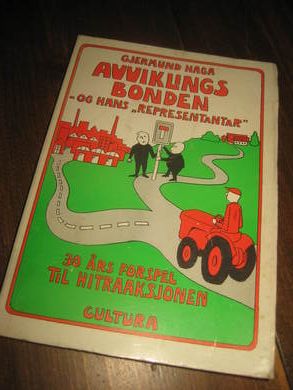 GJERMUND HAGA
AVVIKLINGS
BONDEN
-OG HANS „REPRESENTANTAR"
30 ÅRS FORSPEL
TIL HITRAAKSJONEN
CULTURA